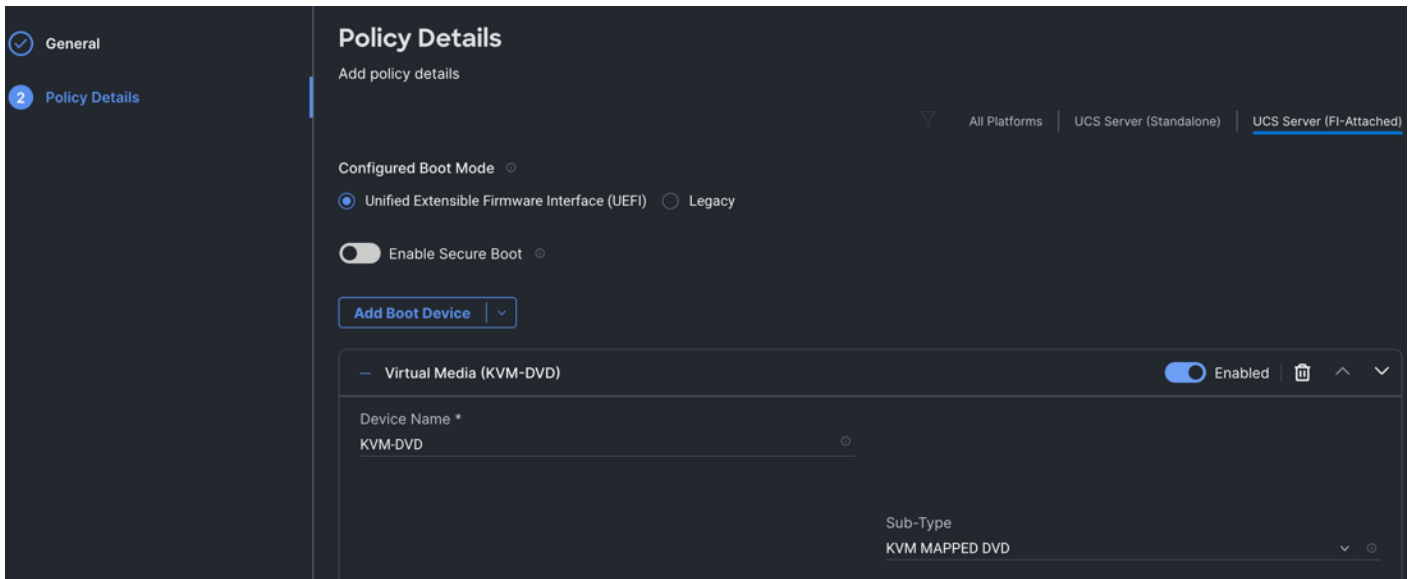 General
2 Policy Details
Policy Details
Add policy details
All Platforms UCS Server (Standalone) UCS Server (FI-Attached)
Configured Boot Mode
Unified Extensible Firmware Interface (UEFI) Legacy
Enable Secure Boot
Add Boot Device
Virtual Media (KVM-DVD) Enabled
Device Name *
KVM-DVD
Sub-Type
KVM MAPPED DVD